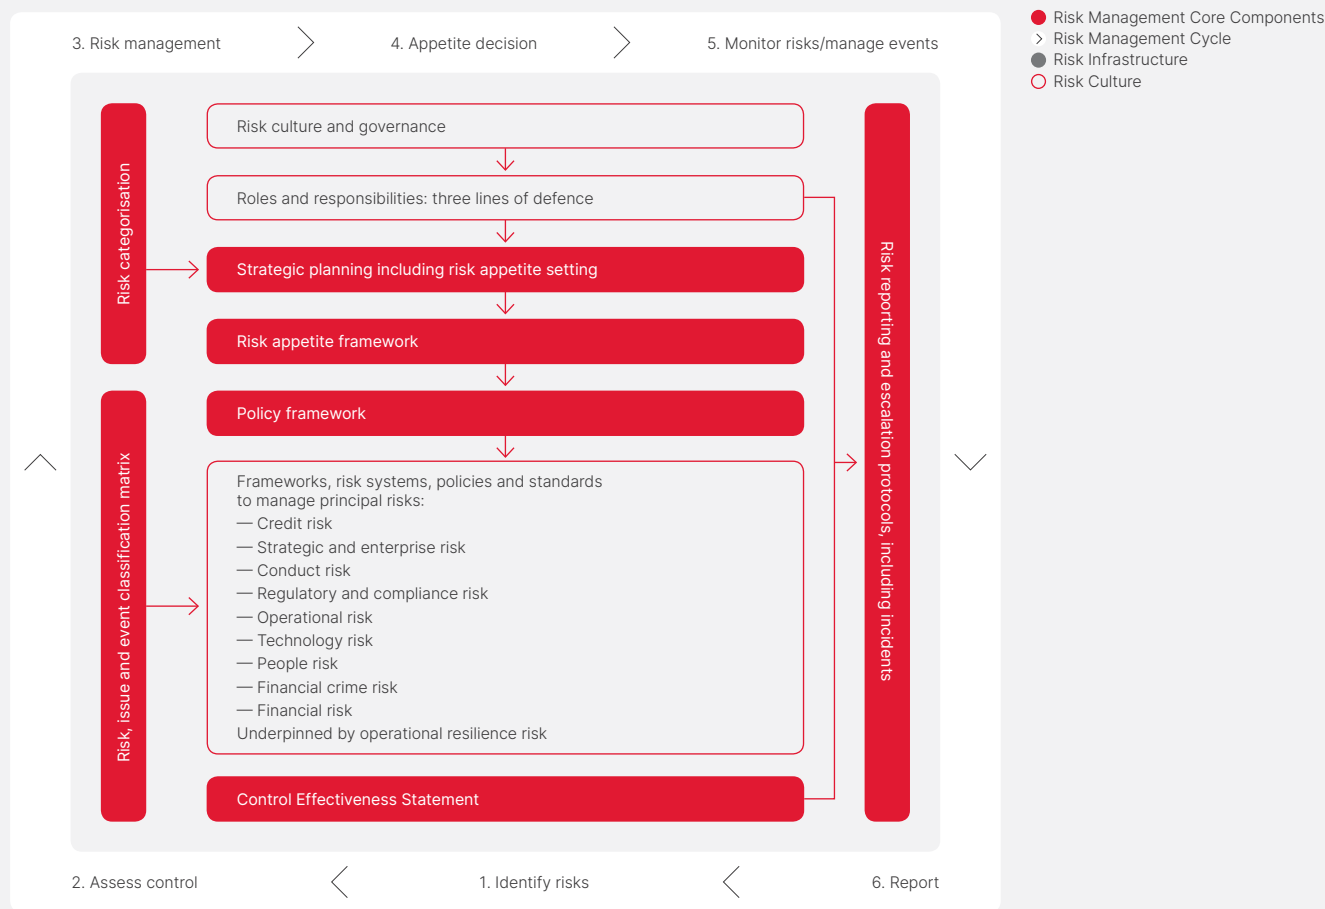 3. Risk management
4. Appetite decision
5. Monitor risks/manage events
Risk Management Core Components
Risk Management Cycle
Risk Infrastructure
Risk Culture
Risk categorisation
Risk, issue and event classification matrix
Risk culture and governance
Roles and responsibilities: three lines of defence
Strategic planning including risk appetite setting
Risk appetite framework
Policy framework
Frameworks, risk systems, policies and standards
to manage principal risks:
— Credit risk
— Strategic and enterprise risk
— Conduct risk
— Regulatory and compliance risk
— Operational risk
— Technology risk
— People risk
— Financial crime risk
— Financial risk
Underpinned by operational resilience risk
Control Effectiveness Statement
Risk reporting and escalation protocols, including incidents
2. Assess control
1. Identify risks
6. Report